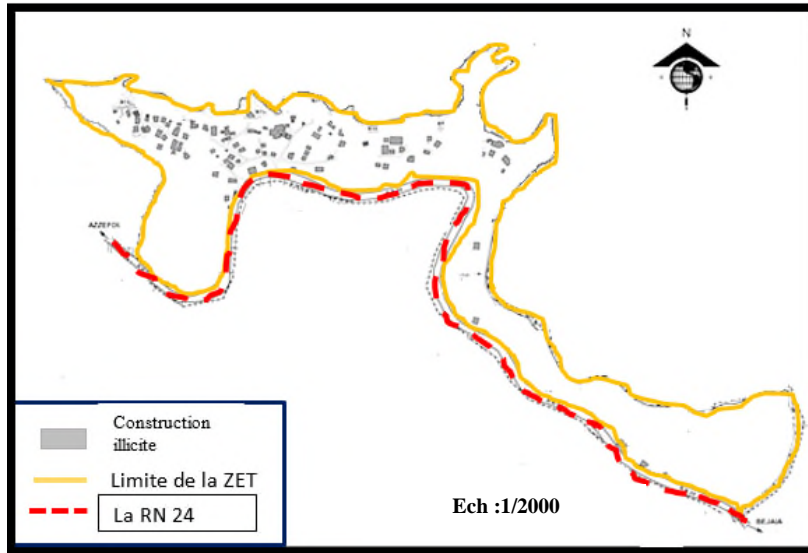 N
AZZEFOUN
BEJAIA
Construction
illicite
Limite de la ZET
La RN 24
Ech :1/2000